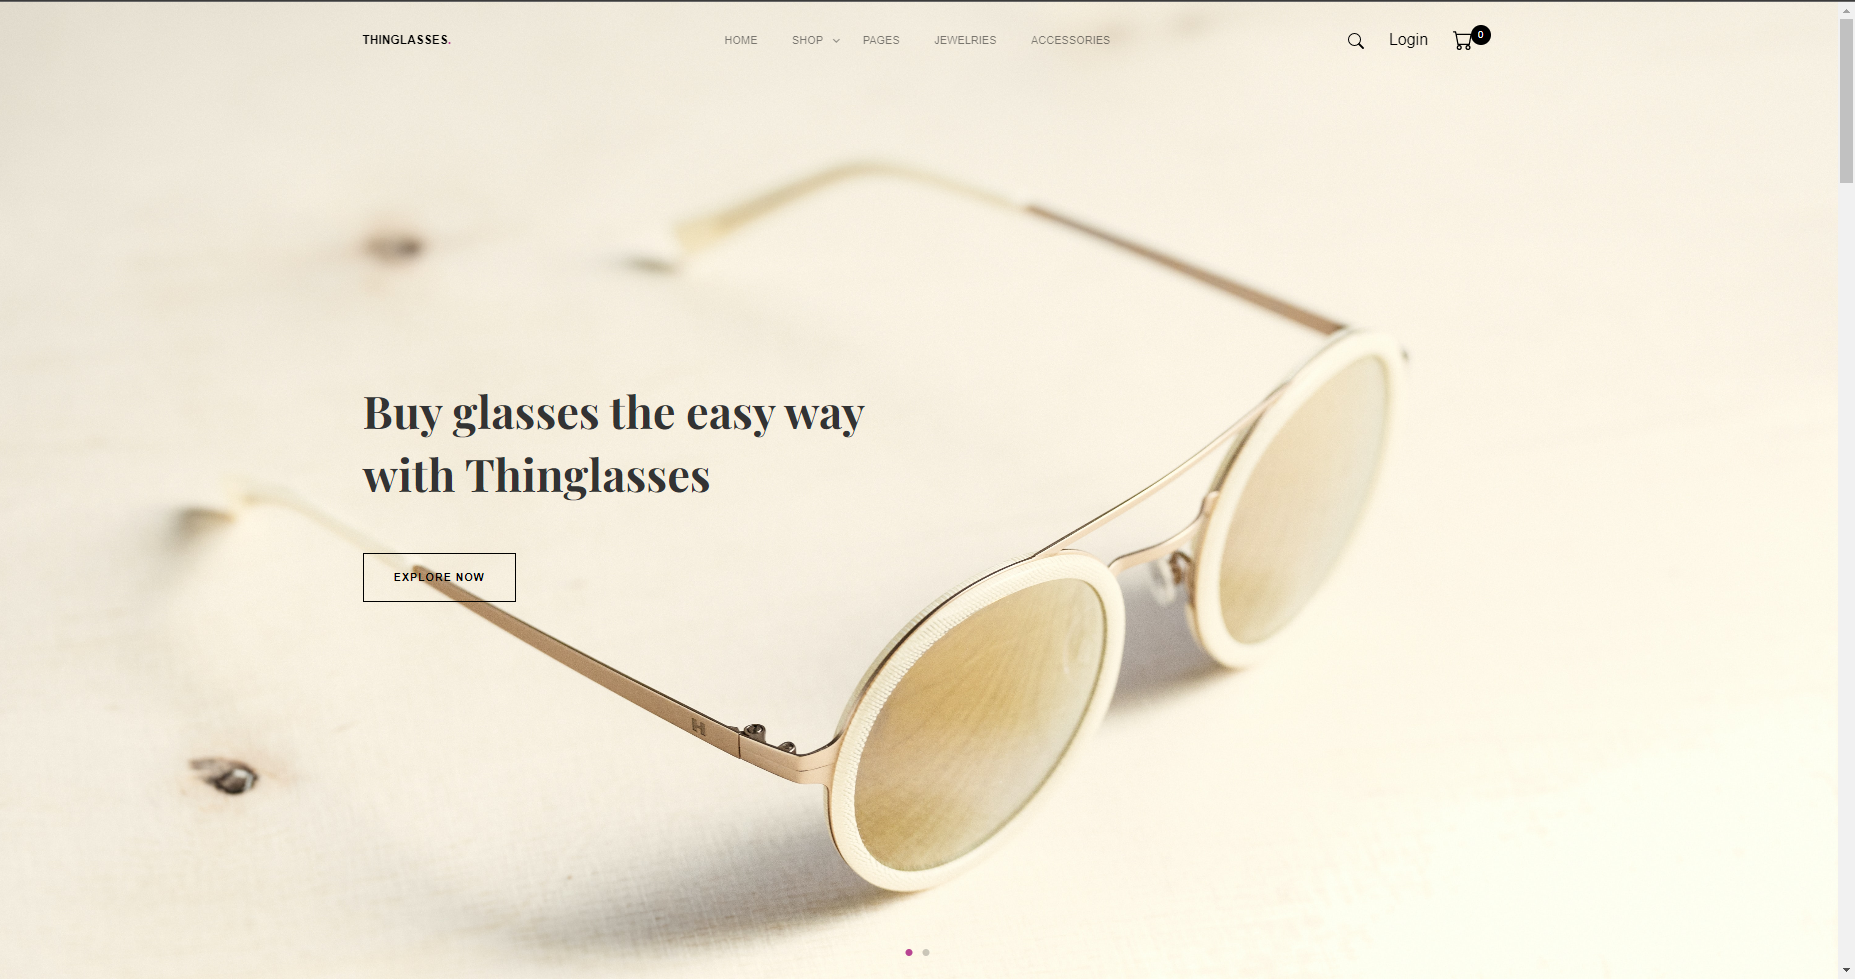 THINGLASSES.
HOME SHOP PAGES JEWELRIES ACCESSORIES
Login
0
Buy glasses the easy way
with Thinglasses
EXPLORE NOW
H